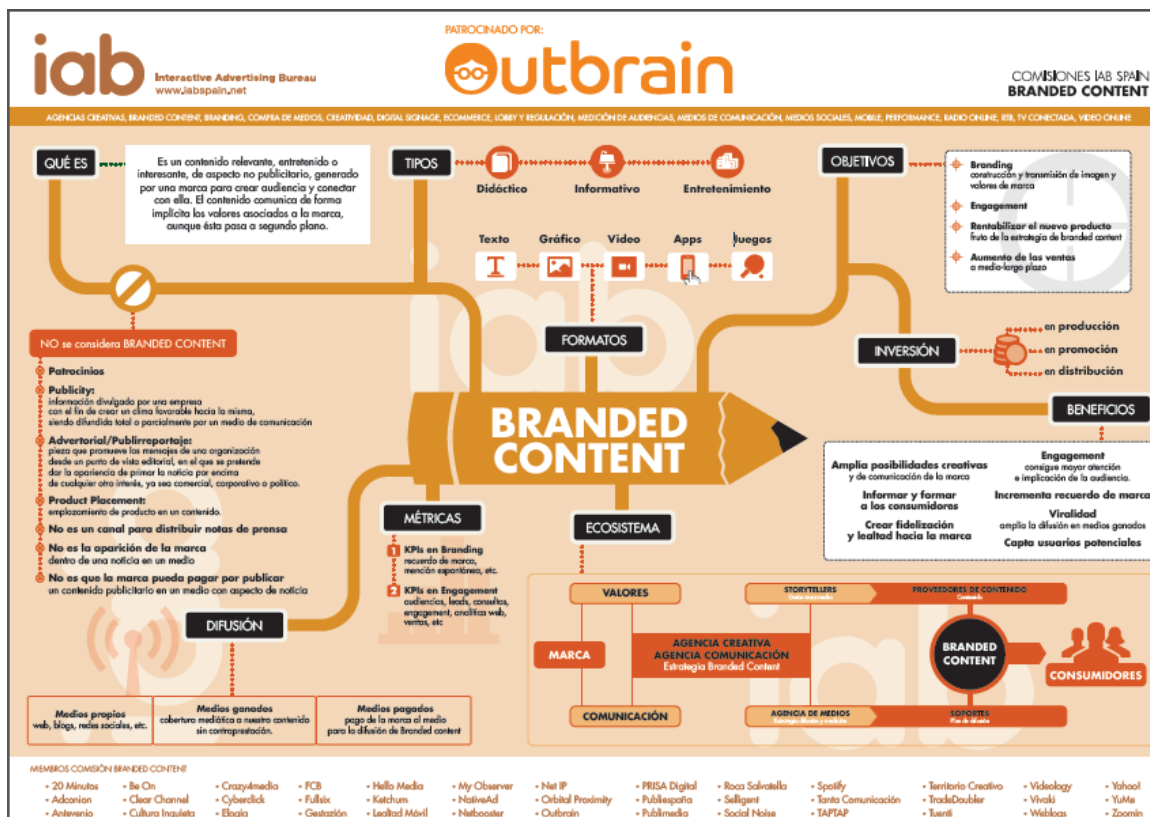 iab
Interactive Advertising Bureau
www.iabspain.net
PATROCINADO POR:
Outbrain
COMISIONES IAB SPAIN
BRANDED CONTENT
AGENCIAS CREATIVAS, BRANDED CONTENT, BRANDING, COMPRA DE MEDIOS, CREATIVIDAD, DIGITAL SIGNAGE, ECOMMERCE, LOBBY Y REGULACIÓN, MEDICIÓN DE AUDIENCIAS, MEDIOS DE COMUNICACIÓN, MEDIOS SOCIALES, MOBILE, PERFORMANCE, RADIO ONLINE, RTB, TV CONECTADA, VIDEO ONLINE
QUÉ ES
Es un contenido relevante, entretenido o
interesante, de aspecto no publicitario, generado
por una marca para crear audiencia y conectar
con ella. El contenido comunica de forma
implícita los valores asociados a la marca,
aunque ésta pasa a segundo plano.
TIPOS
Didáctico
Informativo
Entretenimiento
Texto
Gráfico
Video
Apps
Juegos
FORMATOS
OBJETIVOS
Branding
construcción y transmisión de imagen y
valores de marca
Engagement
Rentabilizar el nuevo producto
fruto de la estrategia de branded content
Aumento de las ventas
a medio-largo plazo
INVERSIÓN
en producción
en promoción
en distribución
BENEFICIOS
Amplia posibilidades creativas
y de comunicación de la marca
Informar y formar
a los consumidores
Crear fidelización
y lealtad hacia la marca
Engagement
consigue mayor atención
e implicación de la audiencia.
Incrementa recuerdo de marca
Viralidad
amplia la difusión en medios ganados
Capta usuarios potenciales
NO se considera BRANDED CONTENT
Patrocinios
Publicity:
información divulgada por una empresa
con el fin de crear un clima favorable hacia la misma,
siendo difundida total o parcialmente por un medio de comunicación
Advertorial/Publirreportaje:
pieza que promueve los mensajes de una organización
desde un punto de vista editorial, en el que se pretende
dar la apariencia de primar la noticia por encima
de cualquier otro interés, ya sea comercial, corporativo o político.
Product Placement:
emplazamiento de producto en un contenido.
No es un canal para distribuir notas de prensa
No es la aparición de la marca
dentro de una noticia en un medio
No es que la marca pueda pagar por publicar
un contenido publicitario en un medio con aspecto de noticia
BRANDED
CONTENT
MÉTRICAS
1 KPIs en Branding
recuerdo de marca,
mención espontánea, etc.
2 KPIs en Engagement
audiencias, leads, consultas,
engagement, analítica web,
ventas, etc
DIFUSIÓN
Medios propios
web, blogs, redes sociales, etc.
Medios ganados
cobertura mediática a nuestro contenido
sin contraprestación.
Medios pagados
pago de la marca al medio
para la difusión de Branded content
ECOSISTEMA
VALORES
STORYTELLERS
PROVEEDORES DE CONTENIDO
Contenido
MARCA
AGENCIA CREATIVA
AGENCIA COMUNICACIÓN
Estrategia Branded Content
BRANDED
CONTENT
CONSUMIDORES
COMUNICACIÓN
AGENCIA DE MEDIOS
SOPORTES
Plan de difusión
MIEMBROS COMISIÓN BRANDED CONTENT
• 20 Minutos • Be On • Crazy4media • FCB • Hello Media • My Observer • Net IP • PRISA Digital • Roca Salvatella • Spotify • Territorio Creativo • Videology • Yahoo!
• Adconion • Clear Channel • Cyberclick • Fullsix • Ketchum • NativeAd • Orbital Proximity • Publiespaña • Selligent • Tanta Comunicación • TradeDoubler • Vivaki • YuMe
• Antevenio • Cultura Inquieta • Elogia • Gestazión • Lealtad Móvil • Netbooster • Outbrain • Publimedia • Social Noise • TAPTAP • Tuenti • Weblogs • Zoomin